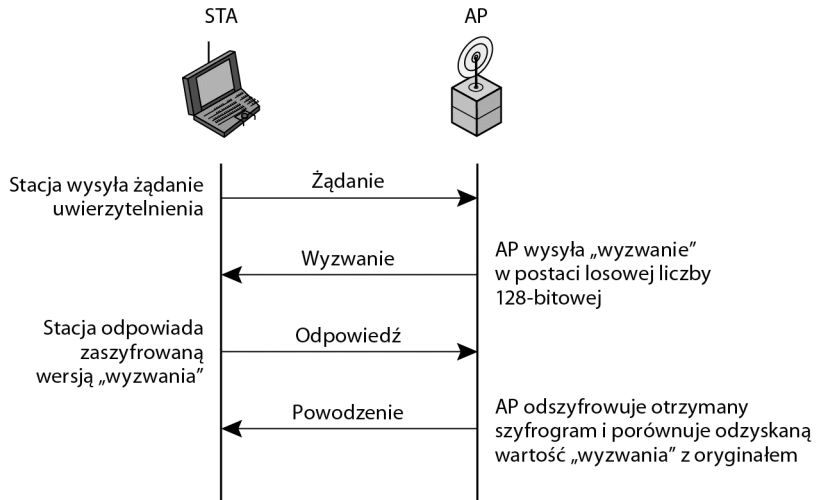 STA
AP
Stacja wysyła żądanie
uwierzytelnienia
Żądanie
Wyzwanie
AP wysyła „wyzwanie”
w postaci losowej liczby
128-bitowej
Stacja odpowiada
zaszyfrowaną
wersją „wyzwania”
Odpowiedź
Powodzenie
AP odszyfrowuje otrzymany
szyfrogram i porównuje odzyskaną
wartość „wyzwania” z oryginałem